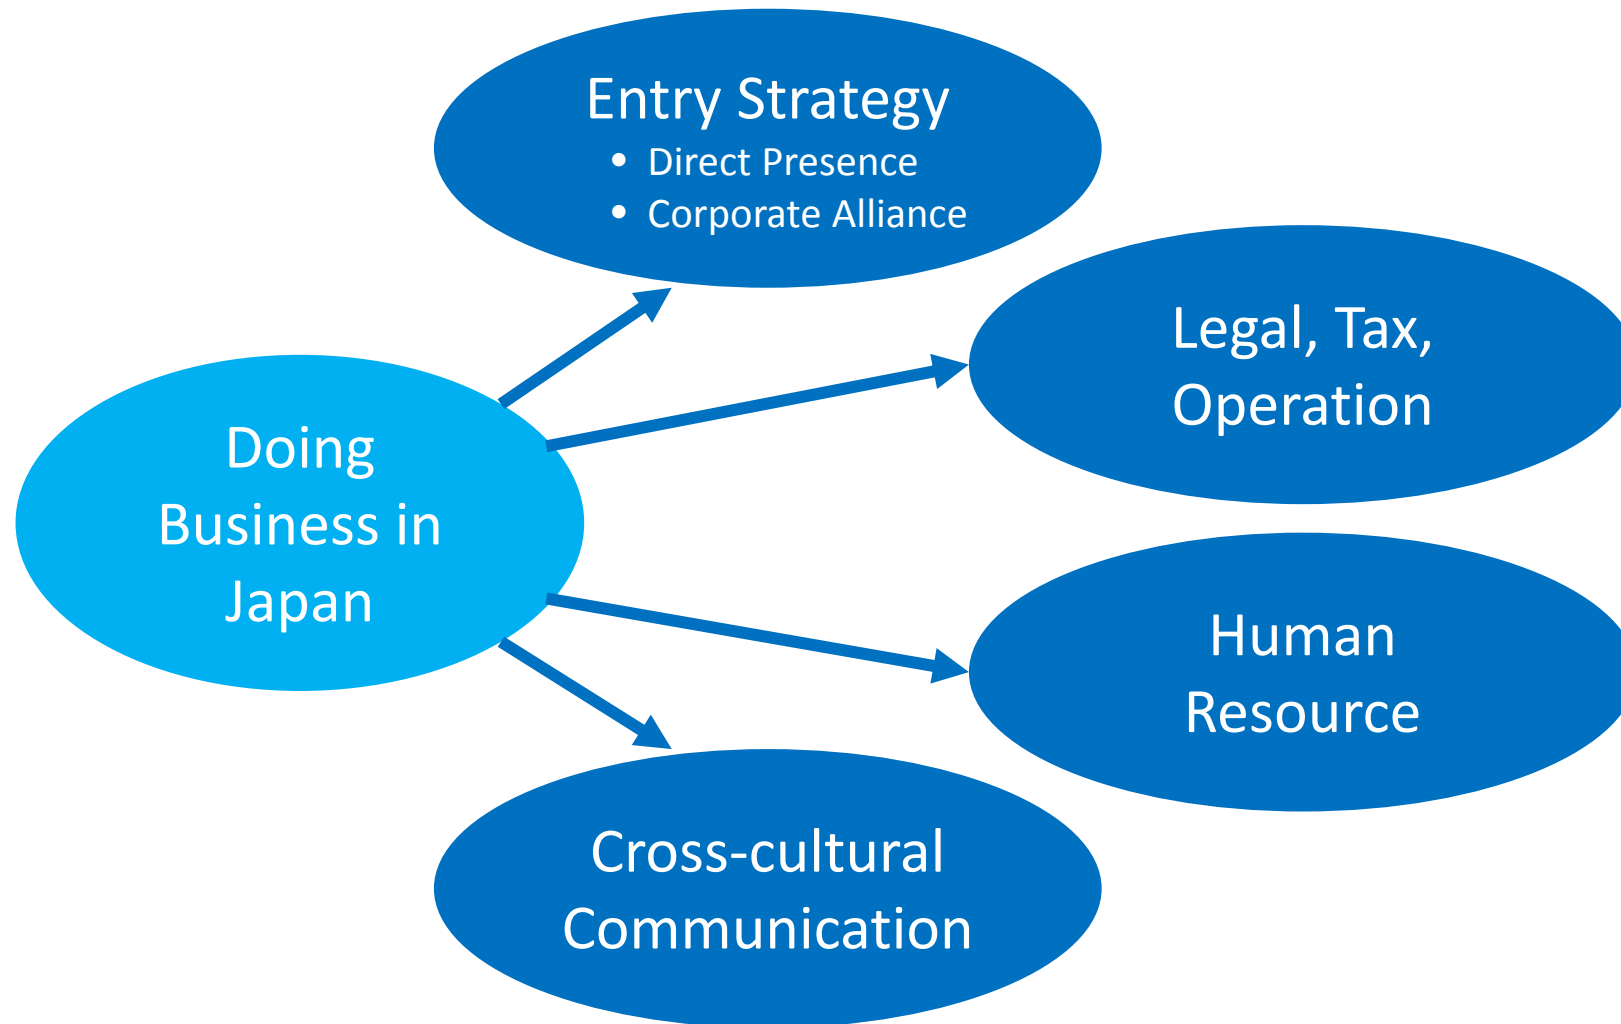 Entry Strategy
• Direct Presence
• Corporate Alliance
Legal, Tax,
Operation
Doing
Business in
Japan
Human
Resource
Cross-cultural
Communication